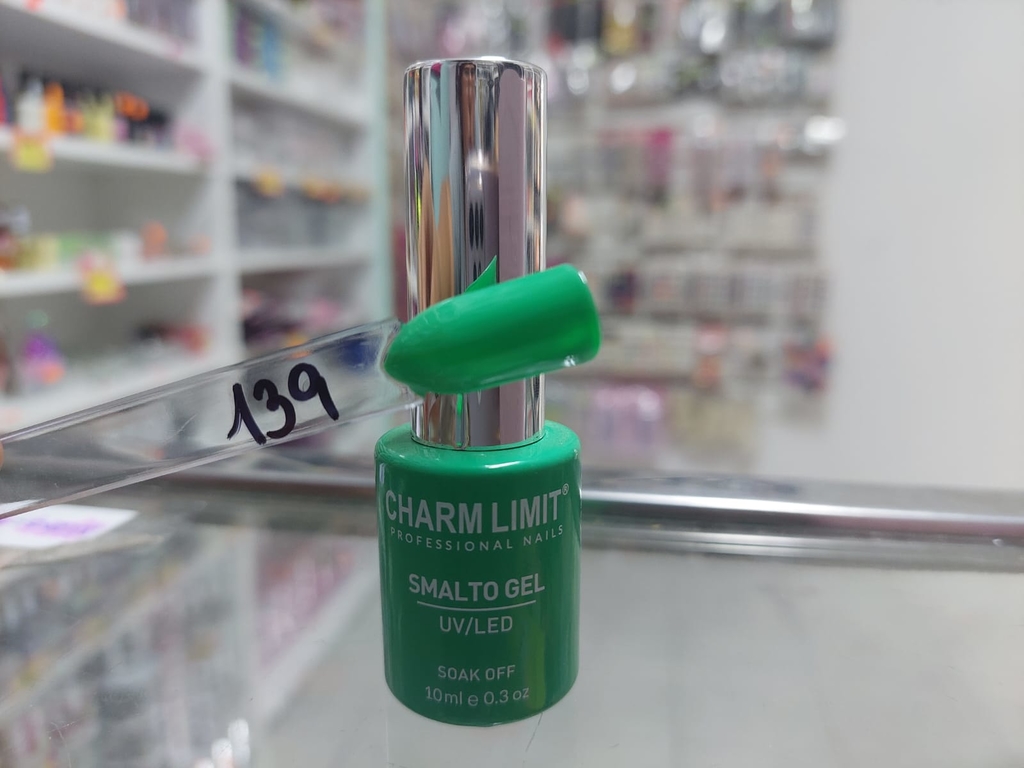 139
CHARM LIMIT®
PROFESSIONAL NAILS
SMALTO GEL
UV/LED
SOAK OFF
10ml e 0.3 oz